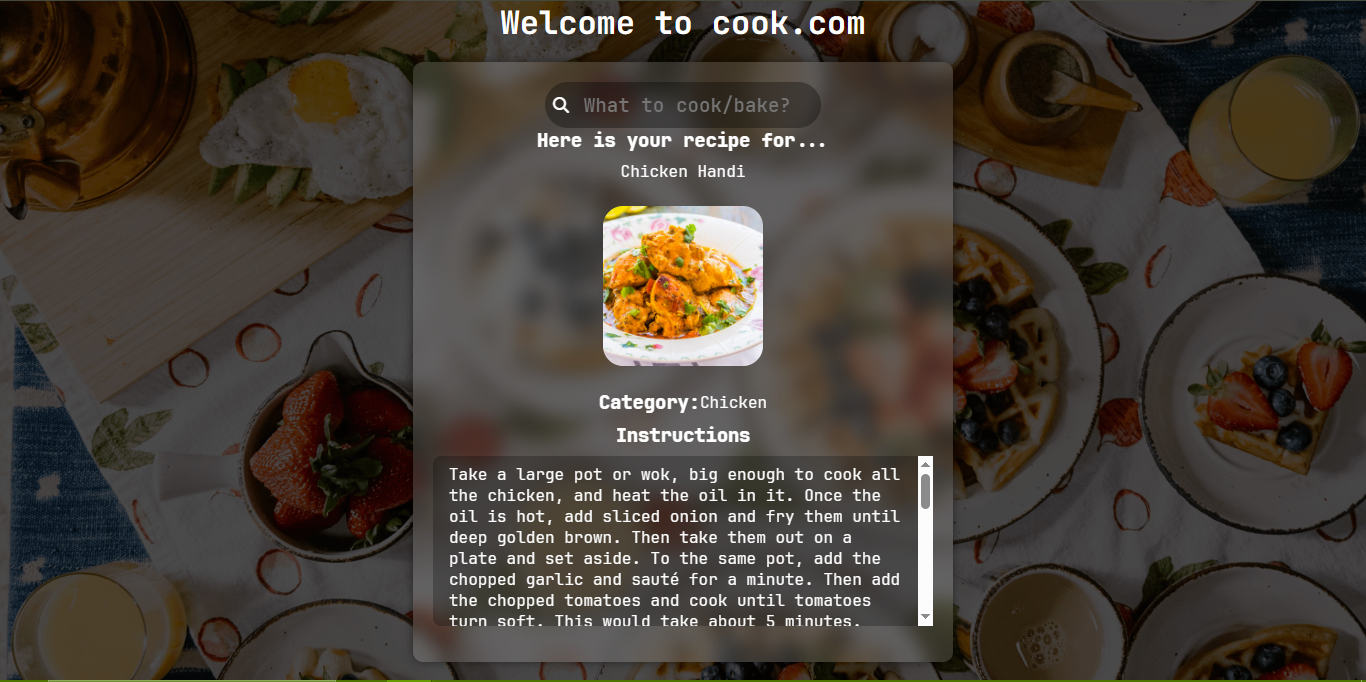 Welcome to cook.com
What to cook/bake?
Here is your recipe for...
Chicken Handi
Category:Chicken
Instructions
Take a large pot or wok, big enough to cook all
the chicken, and heat the oil in it. Once the
oil is hot, add sliced onion and fry them until
deep golden brown. Then take them out on a
plate and set aside. To the same pot, add the
chopped garlic and sauté for a minute. Then add
the chopped tomatoes and cook until tomatoes
turn soft. This would take about 5 minutes.